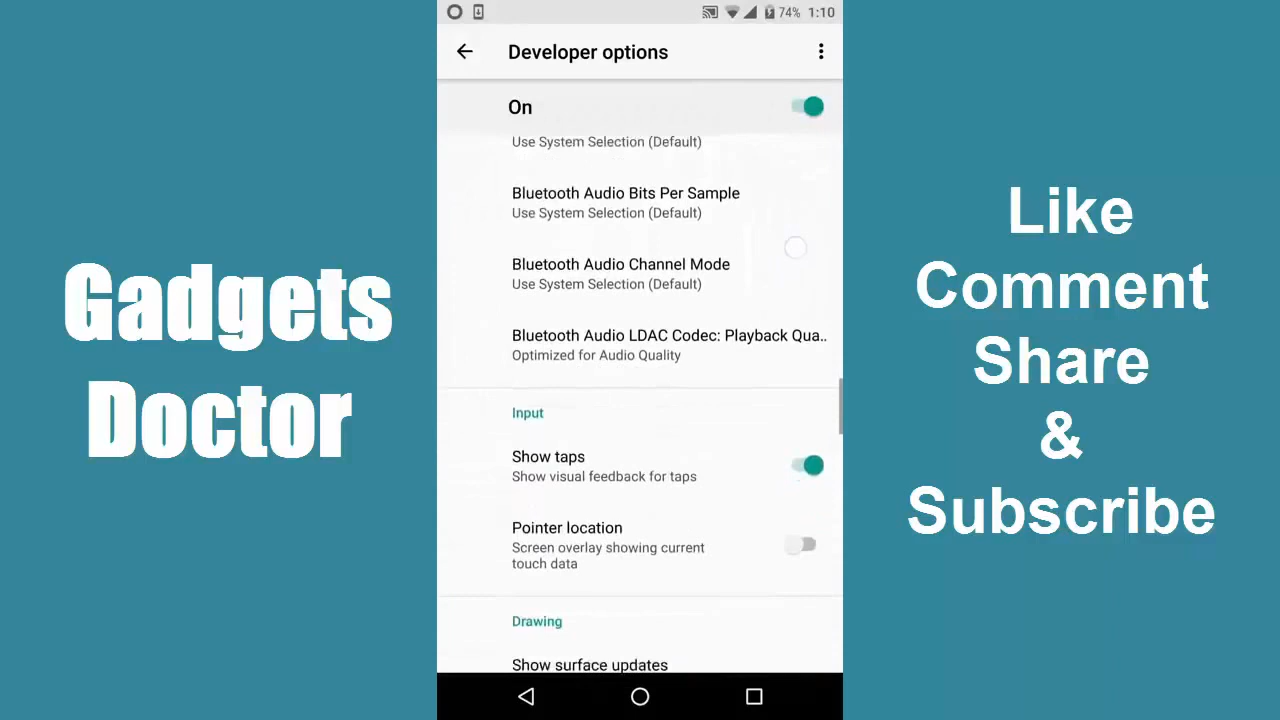 Gadgets
Doctor
74% 1:10
Developer options
On
Use System Selection (Default)
Bluetooth Audio Bits Per Sample
Use System Selection (Default)
Bluetooth Audio Channel Mode
Use System Selection (Default)
Bluetooth Audio LDAC Codec: Playback Qua..
Optimized for Audio Quality
Input
Show taps
Show visual feedback for taps
Pointer location
Screen overlay showing current
touch data
Drawing
Show surface updates
Like
Comment
Share
&
Subscribe